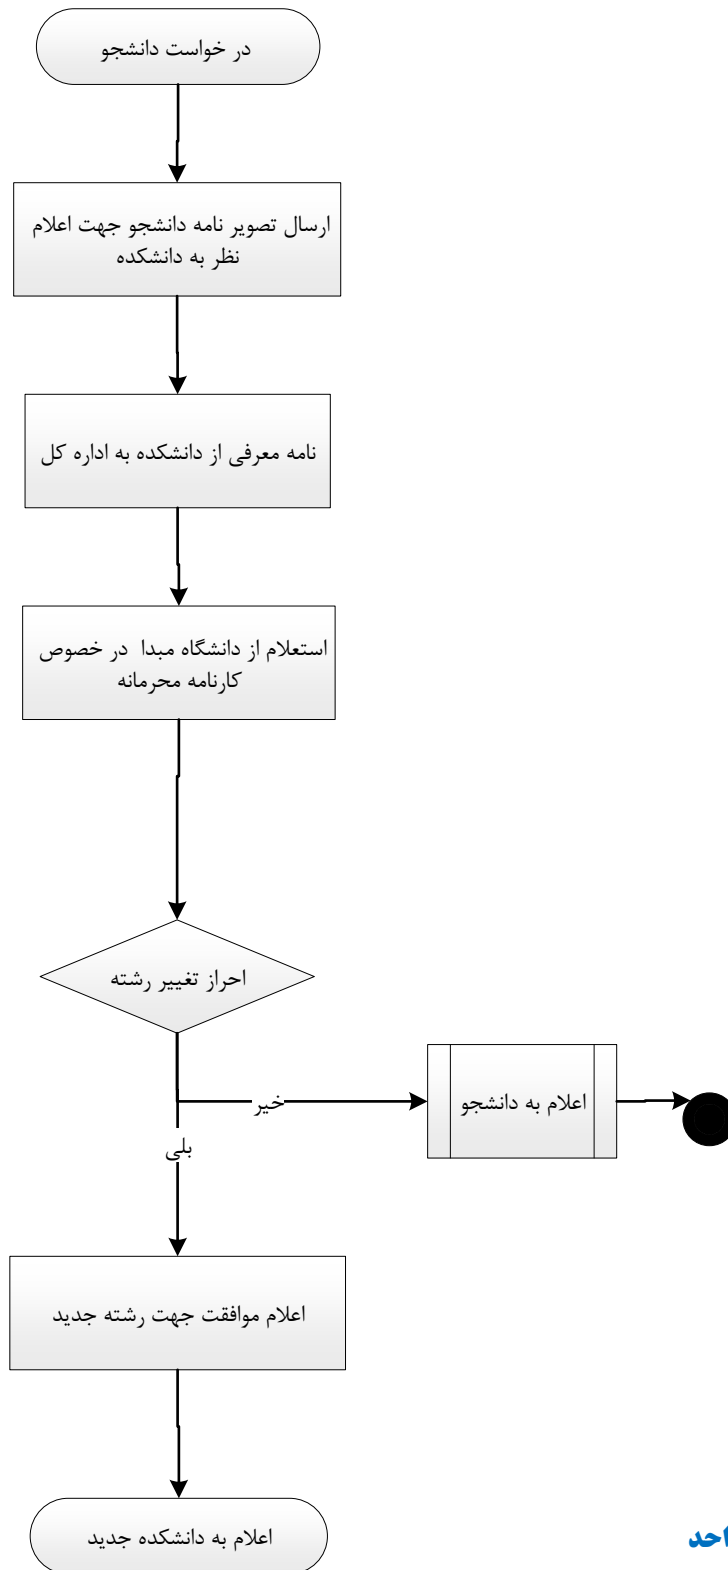 در خواست دانشجو
ارسال تصویر نامه دانشجو جهت اعلام
نظر به دانشکده
نامه معرفی از دانشکده به اداره کل
استعلام از دانشگاه مبدا در خصوص
کارنامه محرمانه
احراز تغییر رشته
خیر
اعلام به دانشجو
بلی
اعلام موافقت جهت رشته جدید
اعلام به دانشکده جدید